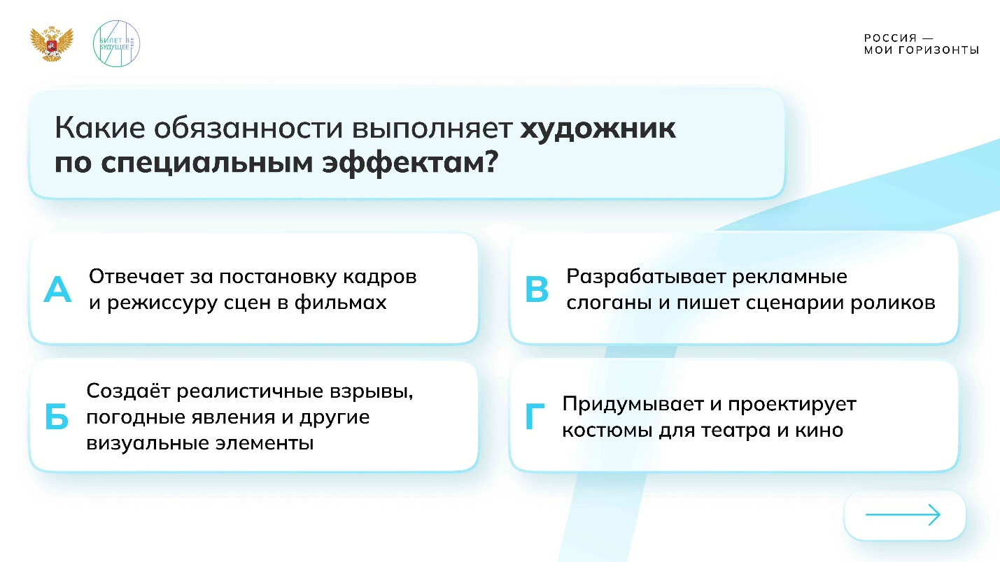 БИЛЕТ В
БУДУЩЕЕ
РОССИЯ —
МОИ ГОРИЗОНТЫ
Какие обязанности выполняет художник
по специальным эффектам?
А
Отвечает за постановку кадров
и режиссуру сцен в фильмах
Б
Создаёт реалистичные взрывы,
погодные явления и другие
визуальные элементы
В
Разрабатывает рекламные
слоганы и пишет сценарии роликов
Г
Придумывает и проектирует
костюмы для театра и кино